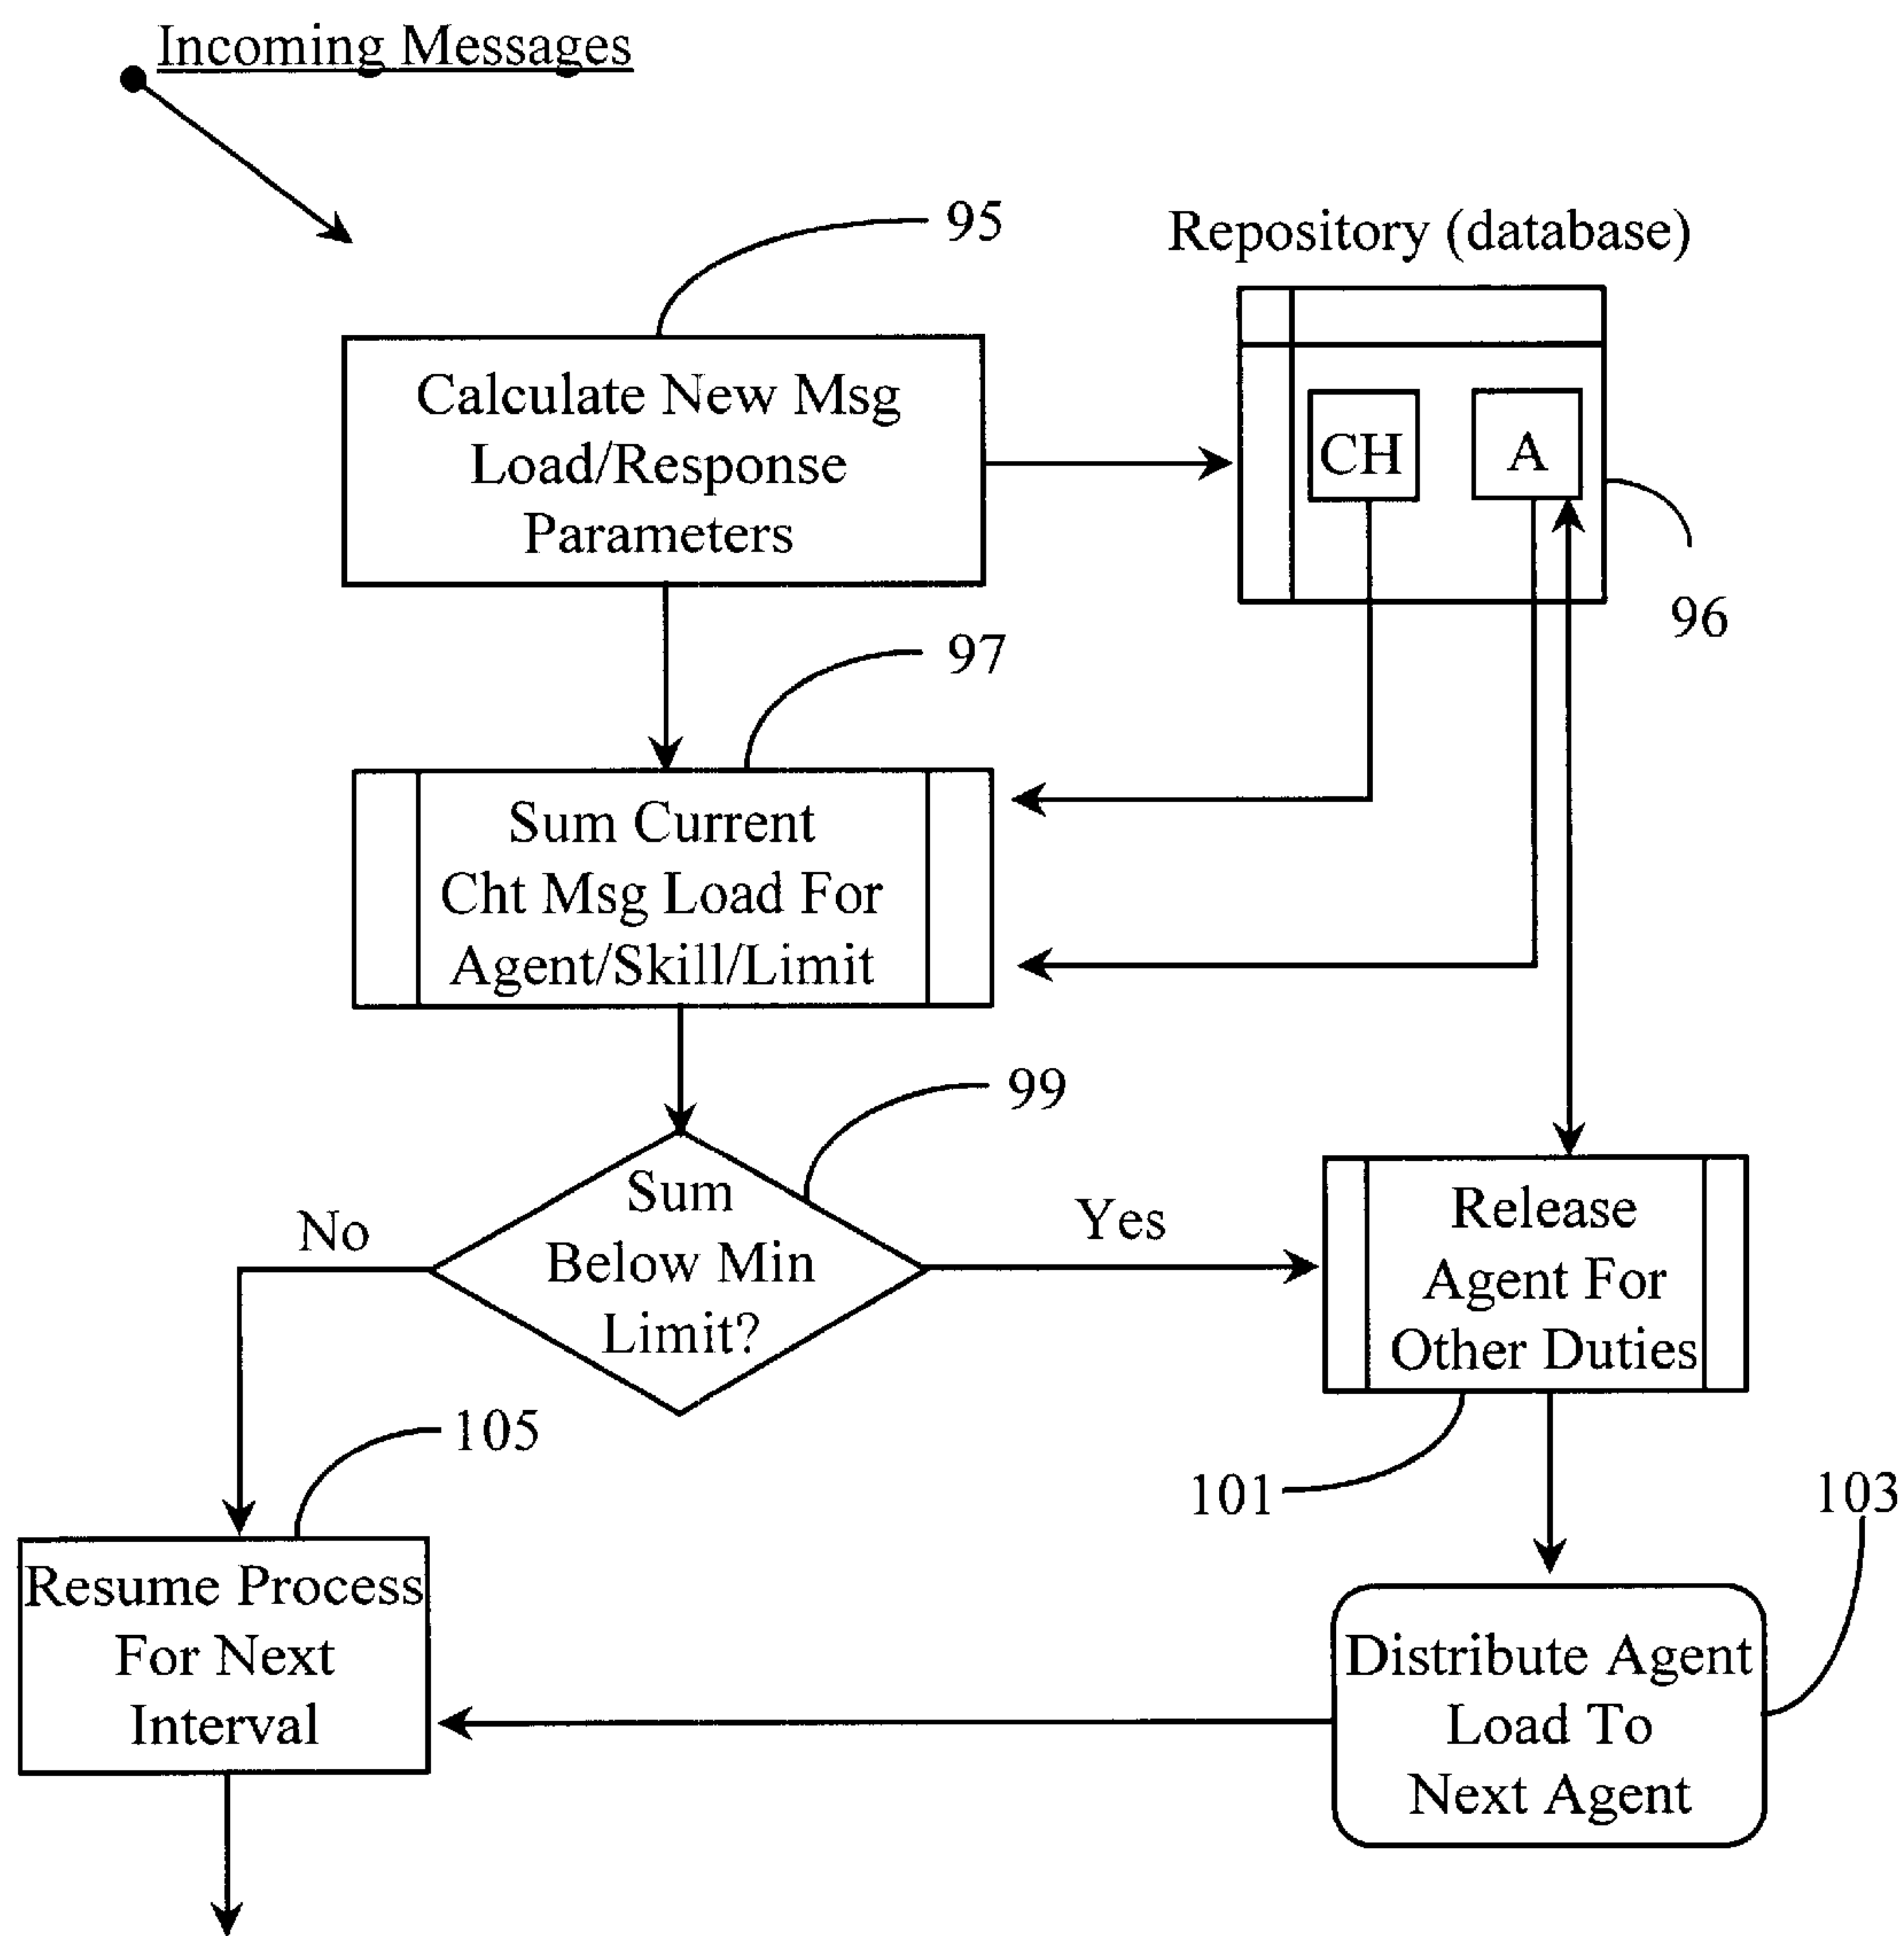 Incoming Messages
95
Repository (database)
Calculate New Msg
Load/Response
Parameters
CH
A
96
97
Sum Current
Cht Msg Load For
Agent/Skill/Limit
99
Sum
Below Min
Limit?
No
Yes
Release
Agent For
Other Duties
105
101
103
Resume Process
For Next
Interval
Distribute Agent
Load To
Next Agent